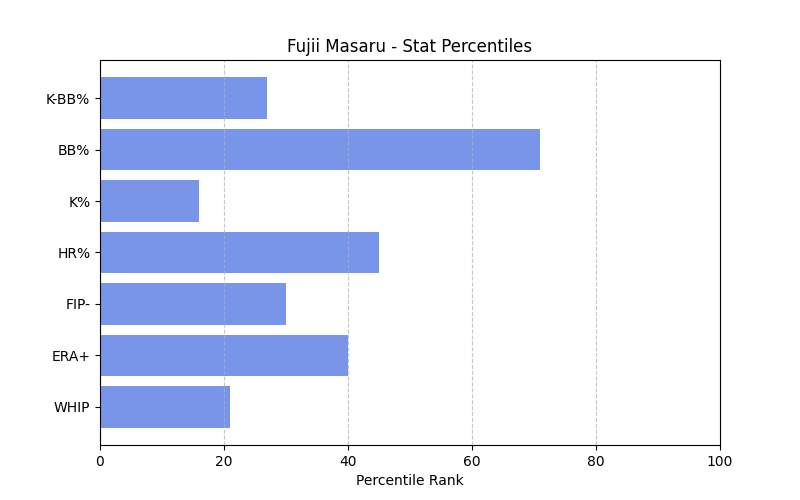 Fujii Masaru - Stat Percentiles
K-BB%
BB%
K%
HR%
FIP-
ERA+
WHIP
0 20 40 60 80 100
Percentile Rank